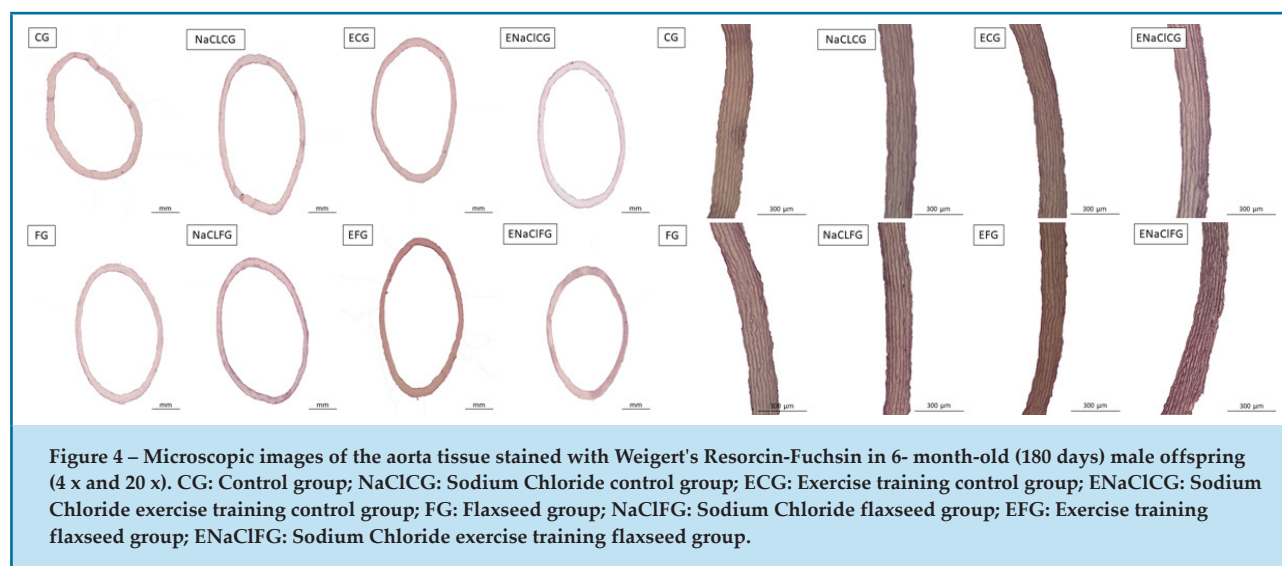 CG NaCLCG ECG ENaClCG CG NaCLCG ECG ENaClCG
mm mm mm mm 300 µm 300 µm 300 µm 300 µm
FG NaCLFG EFG ENaClFG FG NaCLFG EFG ENaClFG
mm mm mm mm 300 µm 300 µm 300 µm 300 µm
Figure 4 – Microscopic images of the aorta tissue stained with Weigert's Resorcin-Fuchsin in 6- month-old (180 days) male offspring
(4 x and 20 x). CG: Control group; NaClCG: Sodium Chloride control group; ECG: Exercise training control group; ENaClCG: Sodium
Chloride exercise training control group; FG: Flaxseed group; NaClFG: Sodium Chloride flaxseed group; EFG: Exercise training
flaxseed group; ENaClFG: Sodium Chloride exercise training flaxseed group.